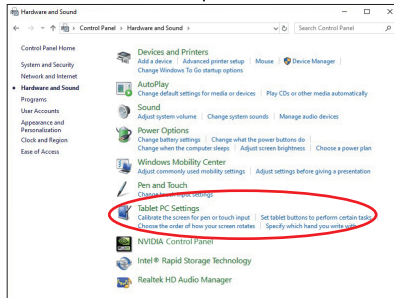 Hardware and Sound
Control Panel > Hardware and Sound >
Search Control Panel
Control Panel Home
System and Security
Network and Internet
Hardware and Sound
Programs
User Accounts
Appearance and
Personalization
Clock and Region
Ease of Access
Devices and Printers
Add a device | Advanced printer setup | Mouse | Device Manager |
Change Windows To Go startup options
AutoPlay
Change default settings for media or devices | Play CDs or other media automatically
Sound
Adjust system volume | Change system sounds | Manage audio devices
Power Options
Change battery settings | Change what the power buttons do |
Change when the computer sleeps | Adjust screen brightness | Choose a power plan
Windows Mobility Center
Adjust commonly used mobility settings | Adjust settings before giving a presentation
Pen and Touch
Change touch input settings
Tablet PC Settings
Calibrate the screen for pen or touch input | Set tablet buttons to perform certain tasks
Choose the order of how your screen rotates | Specify which hand you write with
NVIDIA Control Panel
Intel® Rapid Storage Technology
Realtek HD Audio Manager